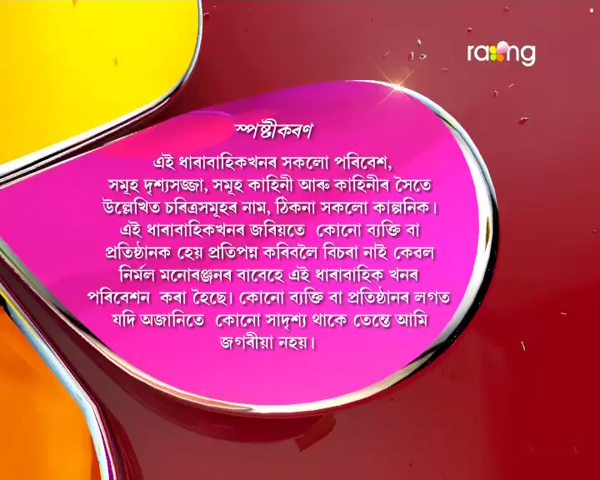 rang
স্পষ্টীকৰণ
এই ধাৰাবাহিকখনৰ সকলো পৰিবেশ,
সমূহ দৃশ্যসজ্জা, সমূহ কাহিনী আৰু কাহিনীৰ সৈতে
উল্লেখিত চৰিত্ৰসমূহৰ নাম, ঠিকনা সকলো কাল্পনিক।
এই ধাৰাবাহিকখনৰ জৰিয়তে কোনো ব্যক্তি বা
প্ৰতিষ্ঠানক হেয় প্ৰতিপন্ন কৰিবলৈ বিচৰা নাই কেৱল
নিৰ্মল মনোৰঞ্জনৰ বাবেহে এই ধাৰাবাহিক খনৰ
পৰিবেশন কৰা হৈছে। কোনো ব্যক্তি বা প্ৰতিষ্ঠানৰ লগত
যদি অজানিতে কোনো সাদৃশ্য থাকে তেন্তে আমি
জগৰীয়া নহয়।